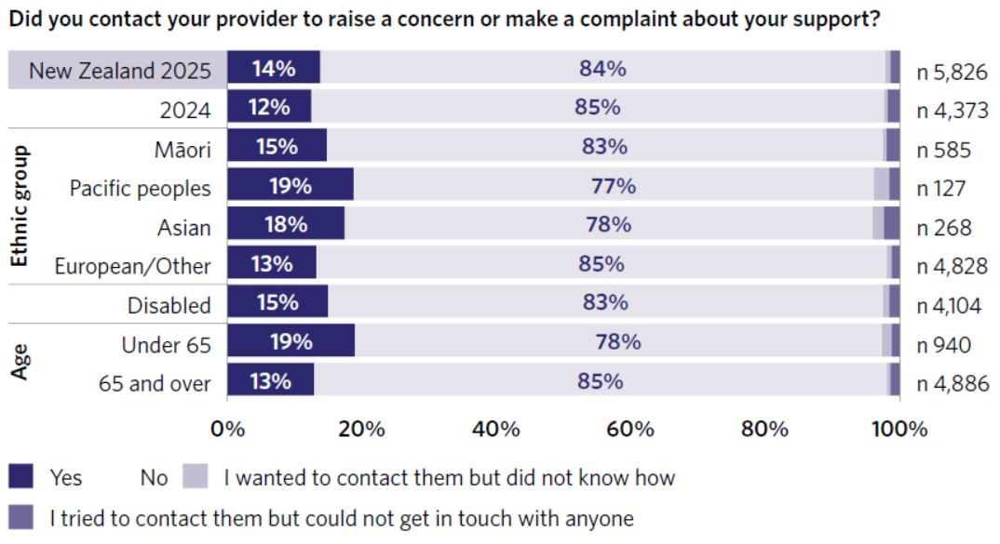 Did you contact your provider to raise a concern or make a complaint about your support?
New Zealand 2025 14% 84% n 5,826
2024 12% 85% n 4,373
Ethnic group
Māori 15% 83% n 585
Pacific peoples 19% 77% n 127
Asian 18% 78% n 268
European/Other 13% 85% n 4,828
Disabled 15% 83% n 4,104
Age
Under 65 19% 78% n 940
65 and over 13% 85% n 4,886
0% 20% 40% 60% 80% 100%
Yes No I wanted to contact them but did not know how
I tried to contact them but could not get in touch with anyone